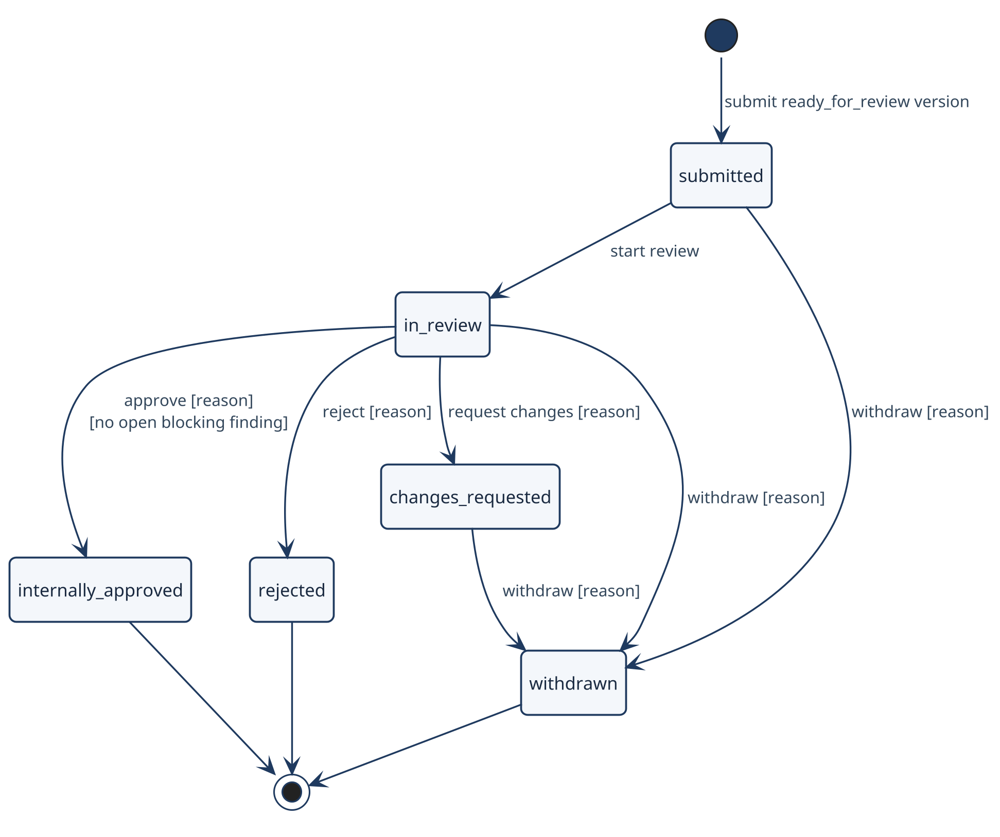 submit ready_for_review version
submitted
start review
in_review
approve [reason]
[no open blocking finding]
reject [reason]
request changes [reason]
withdraw [reason]
changes_requested
withdraw [reason]
internally_approved
rejected
withdraw [reason]
withdrawn